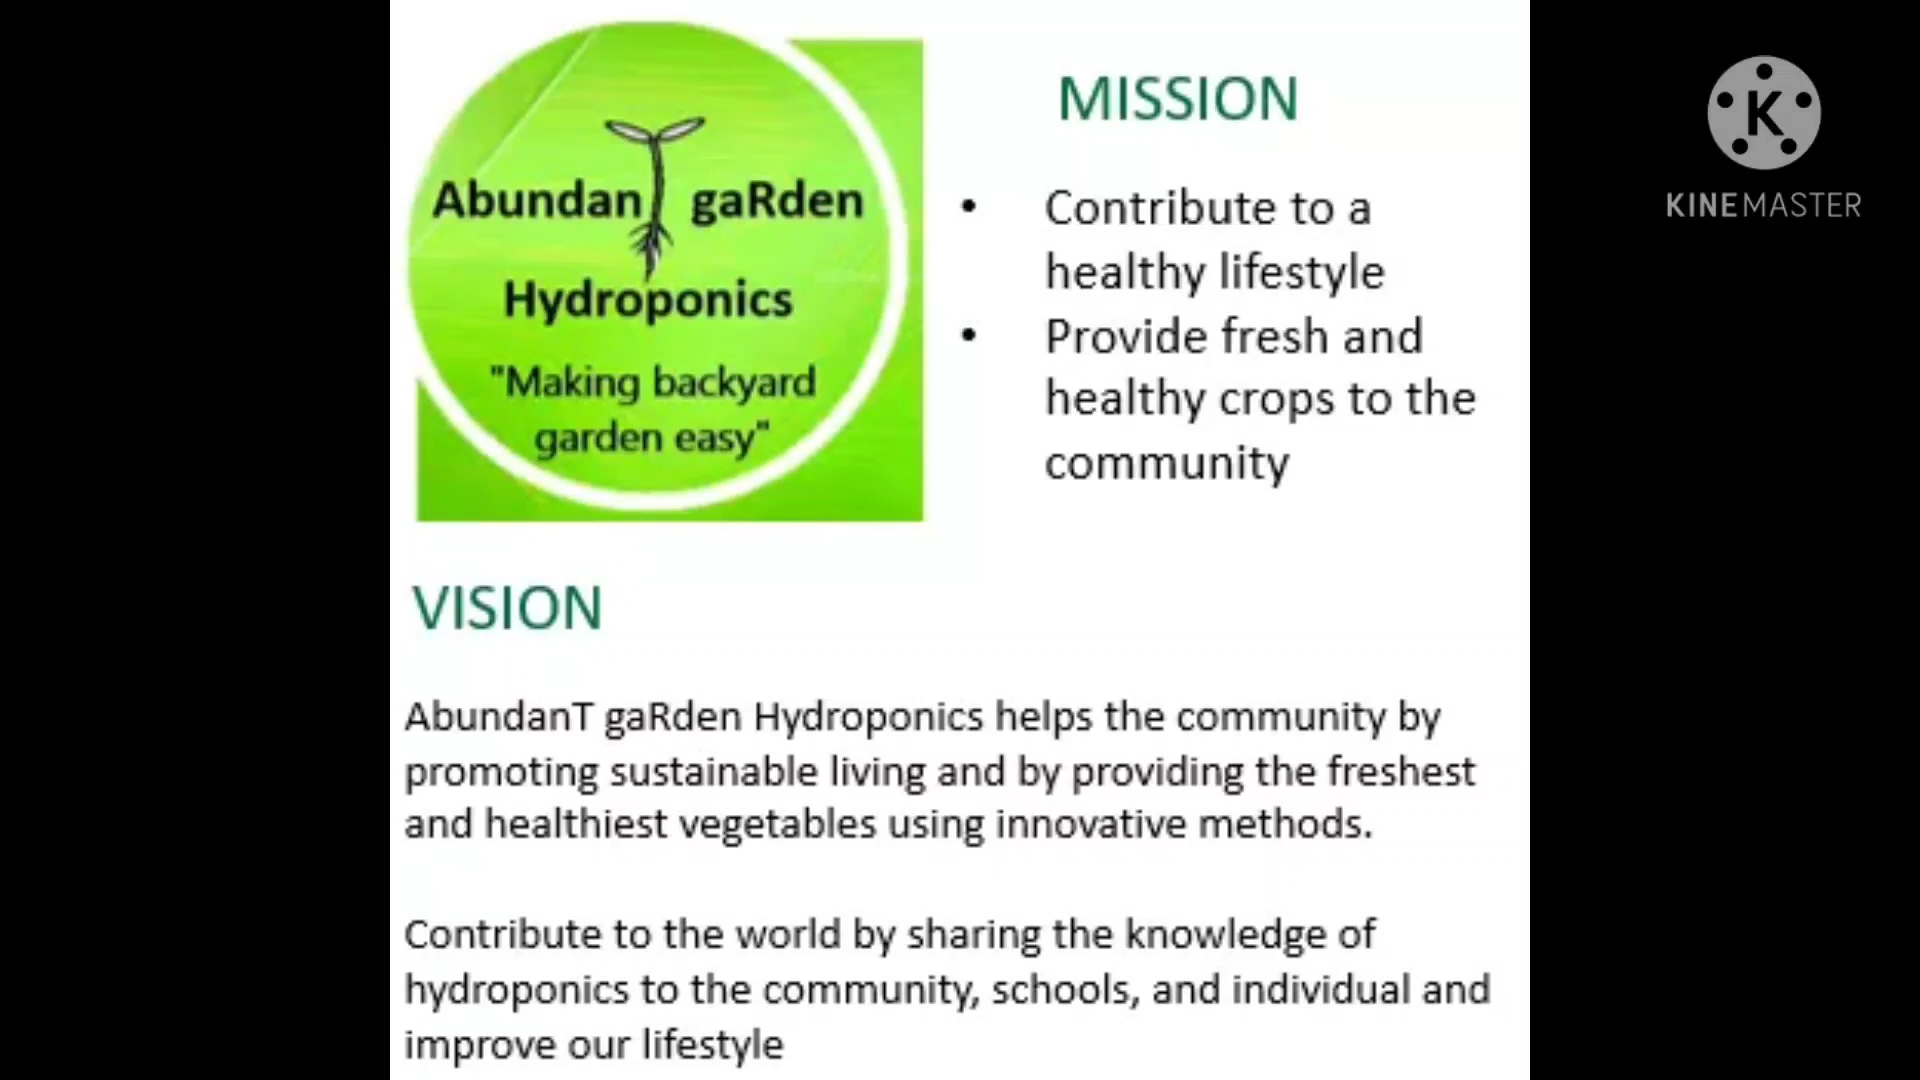 Abundan gaRden
Hydroponics
"Making backyard
garden easy"
MISSION
• Contribute to a
healthy lifestyle
• Provide fresh and
healthy crops to the
community
VISION
AbundanT gaRden Hydroponics helps the community by
promoting sustainable living and by providing the freshest
and healthiest vegetables using innovative methods.
Contribute to the world by sharing the knowledge of
hydroponics to the community, schools, and individual and
improve our lifestyle
K
KINEMASTER